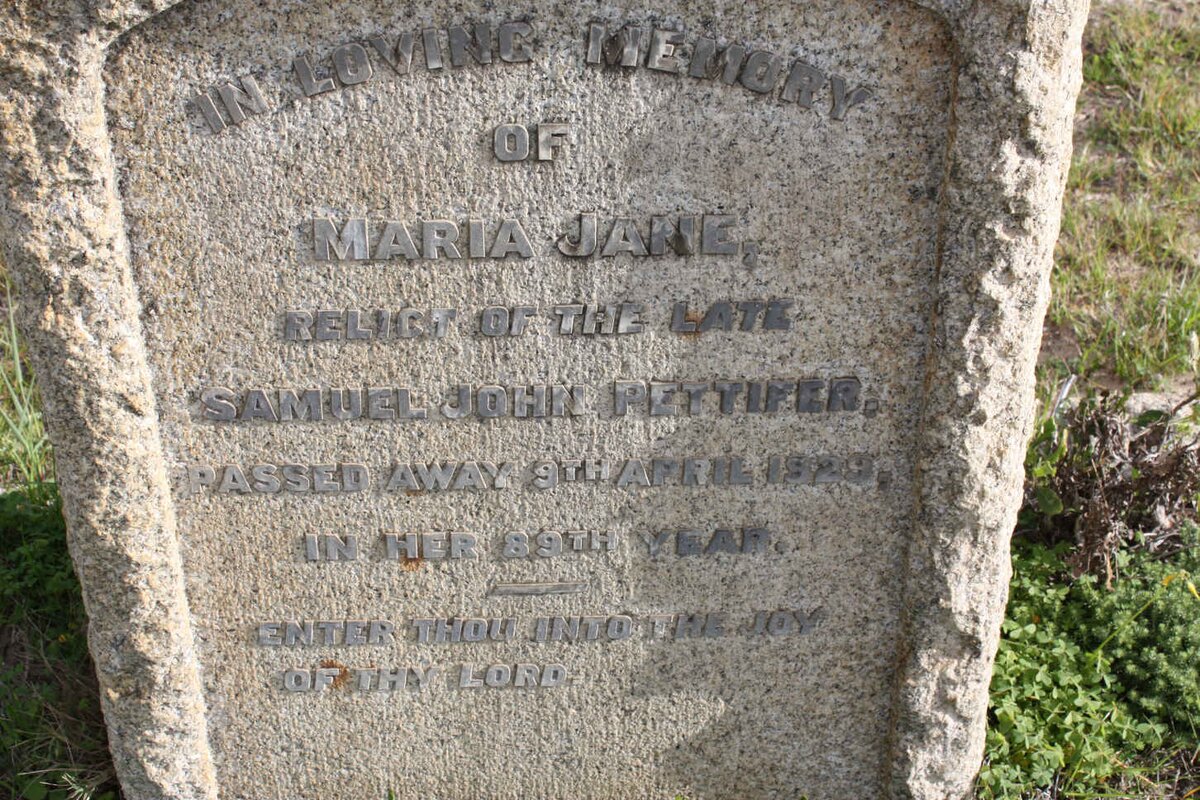 IN LOVING MEMORY
OF
MARIA JANE,
RELICT OF THE LATE
SAMUEL JOHN PETTIFER.
PASSED AWAY 9TH APRIL 1929,
IN HER 89TH YEAR.
ENTER THOU INTO THE JOY
OF THY LORD